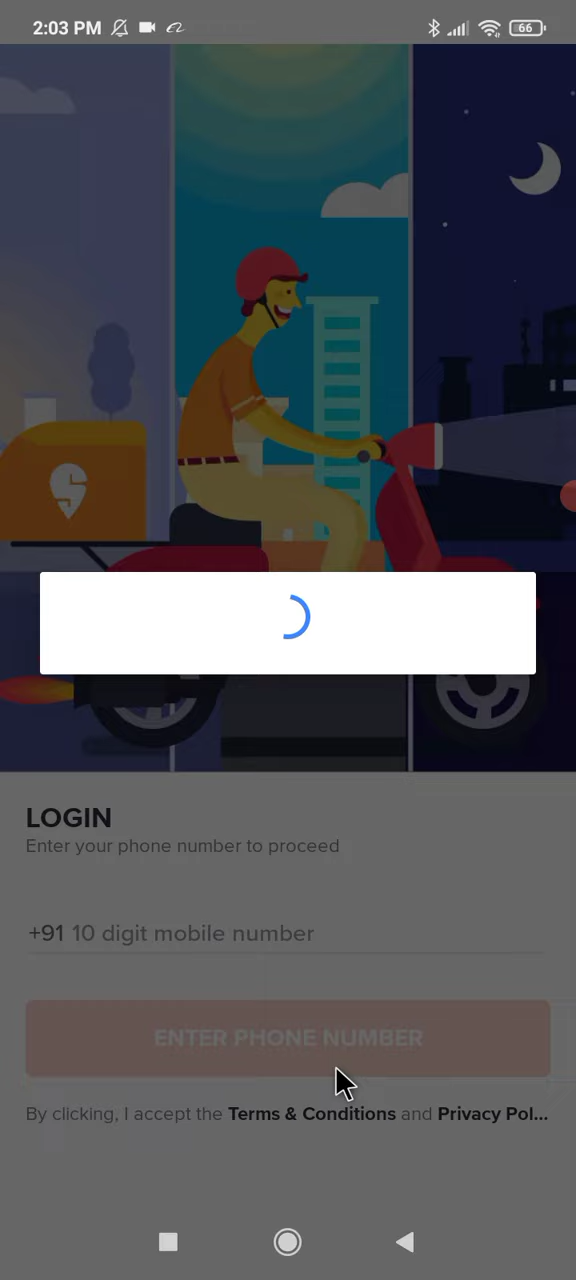 2:03 PM
66
LOGIN
Enter your phone number to proceed
+91 10 digit mobile number
ENTER PHONE NUMBER
By clicking, I accept the Terms & Conditions and Privacy Pol...